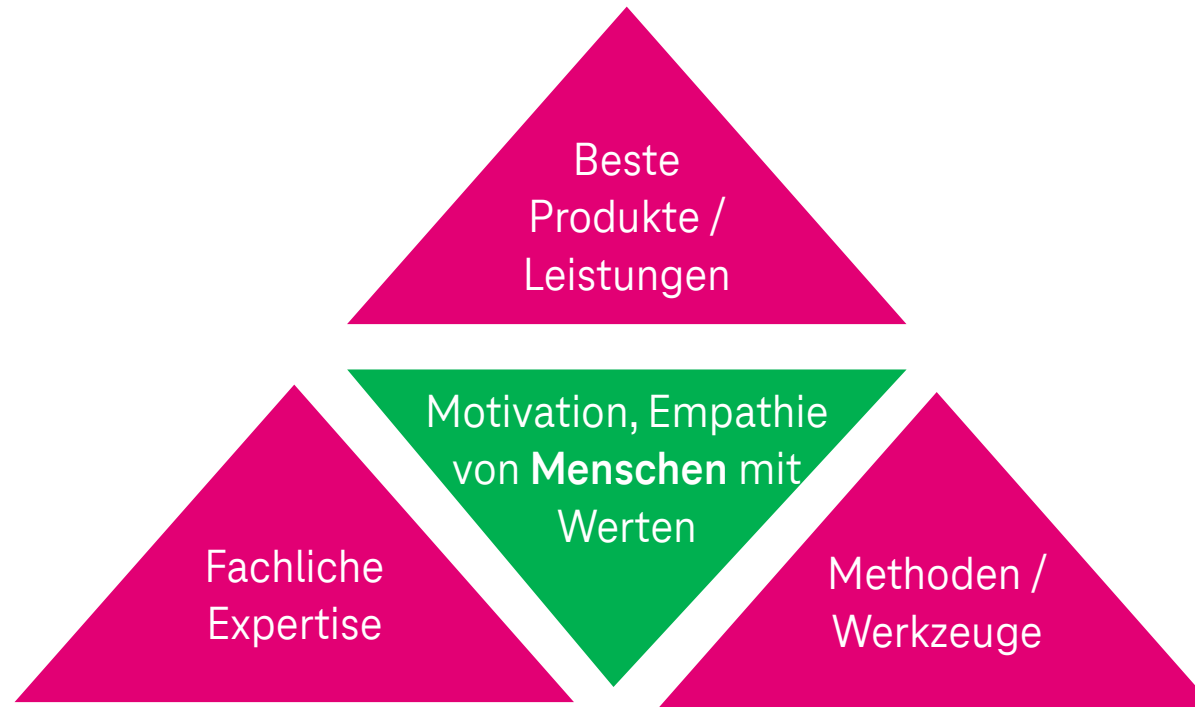 Beste
Produkte /
Leistungen
Motivation, Empathie
von Menschen mit
Werten
Fachliche
Expertise
Methoden /
Werkzeuge